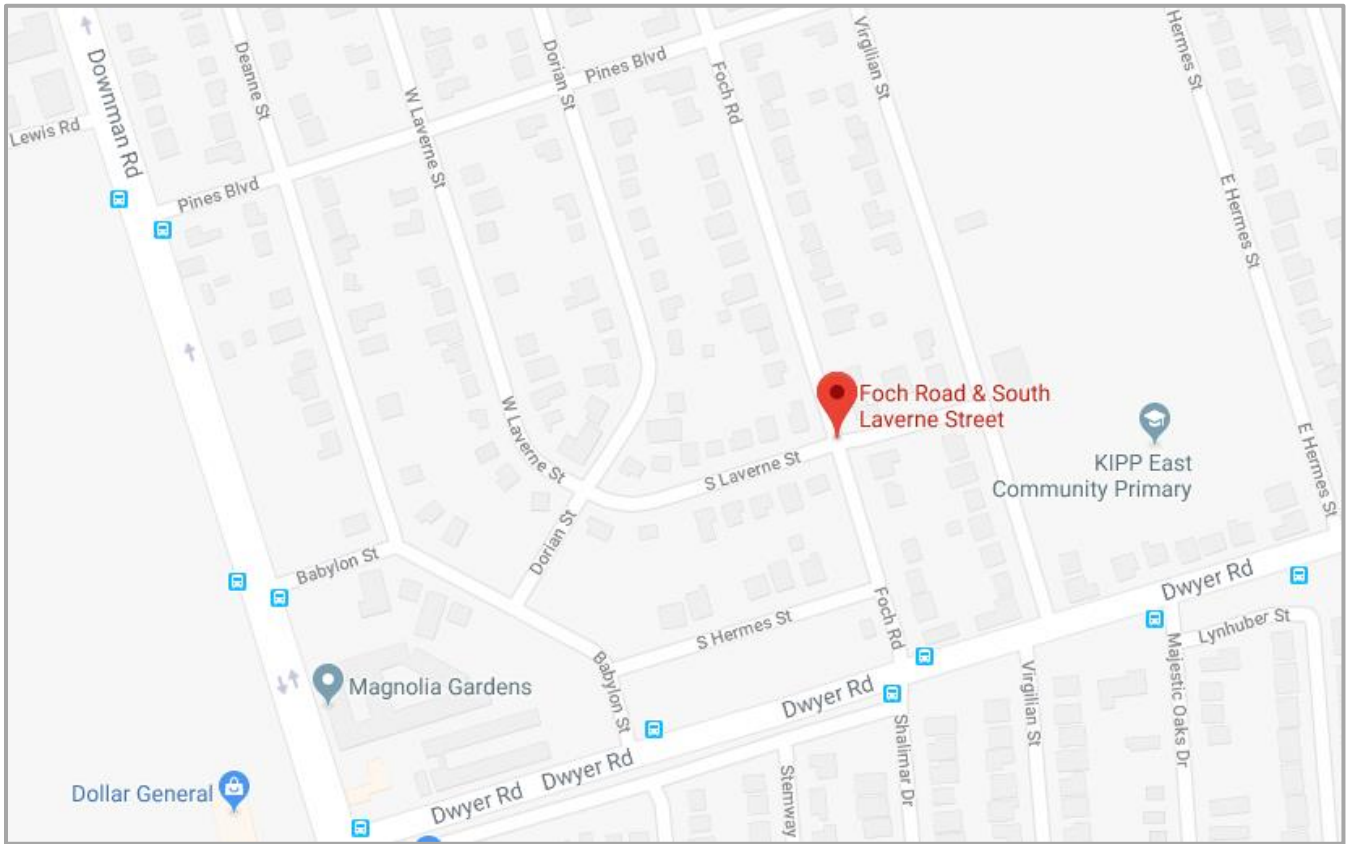 Downman Rd
Deanne St
W Laverne St
Dorian St
Pines Blvd
Foch Rd
Virgilian St
Hermes St
Lewis Rd
Pines Blvd
E Hermes St
W Laverne St
S Laverne St
Foch Road & South
Laverne Street
KIPP East
Community Primary
E Hermes St
Babylon St
Dorian St
S Hermes St
Foch Rd
Dwyer Rd
Lynhuber St
Magnolia Gardens
Babylon St
Dwyer Rd
Virgilian St
Majestic Oaks Dr
Shalimar Dr
Stemway
Dollar General
Dwyer Rd
Dwyer Rd